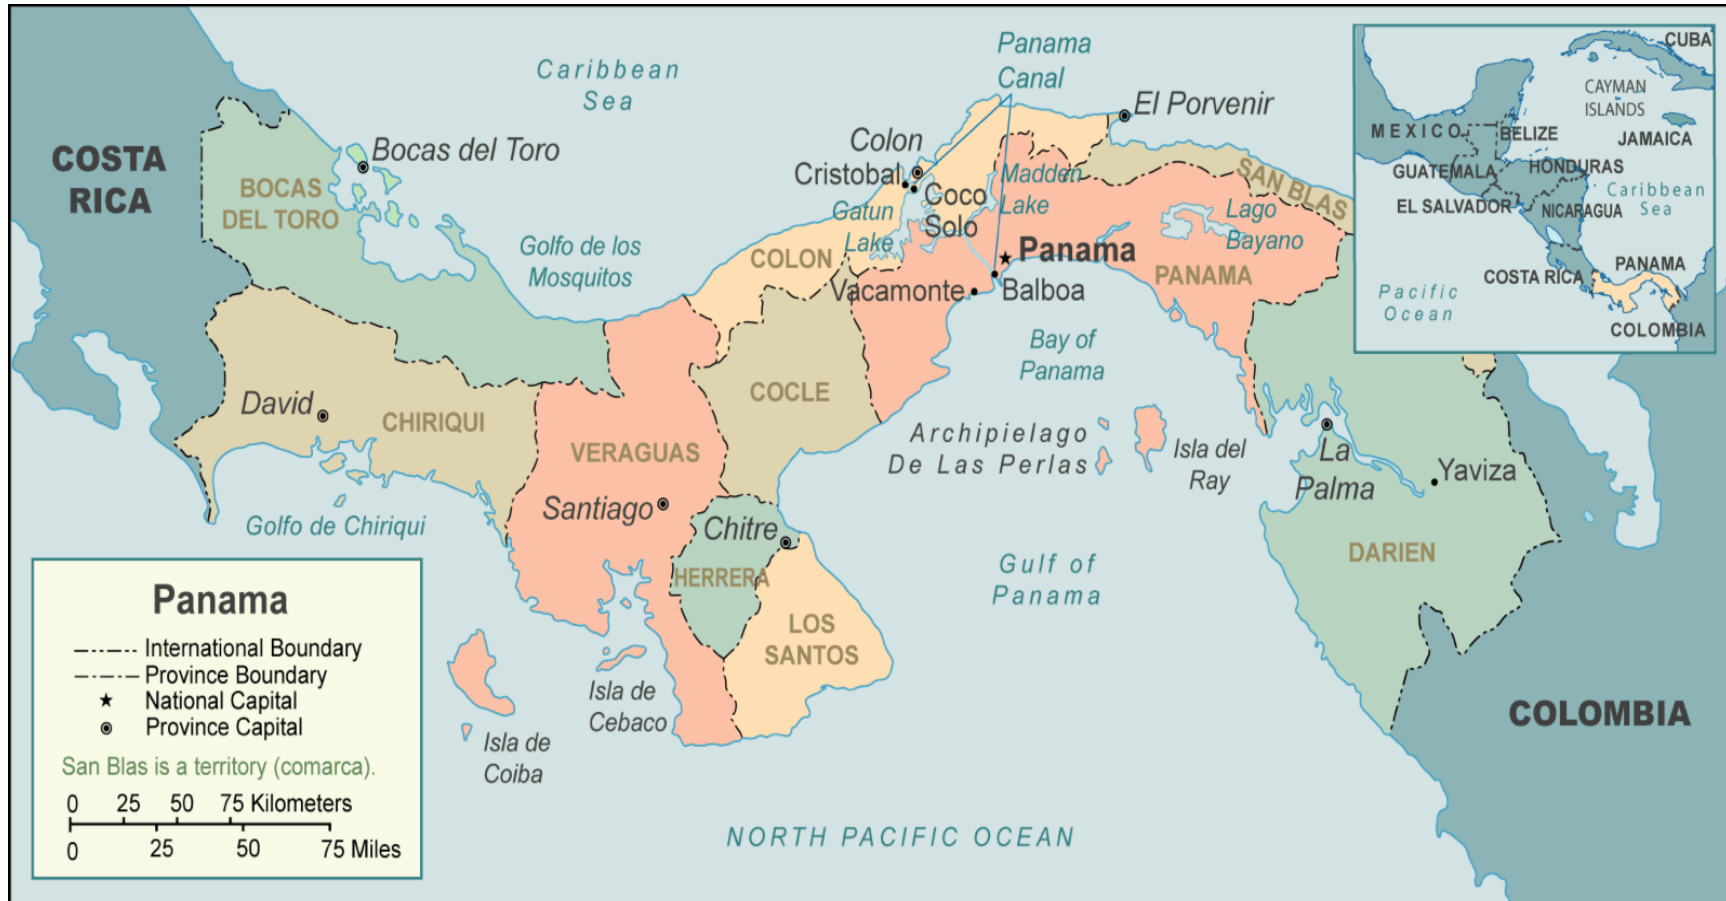 Caribbean
Sea
Panama
Canal
El Porvenir
COSTA
RICA
Bocas del Toro
BOCAS
DEL TORO
Colon
Cristobal
Coco
Solo
Gatun
Lake
Madden
Lake
SAN BLAS
Lago
Bayano
Golfo de los
Mosquitos
COLON
Panama
PANAMA
Vacamonte
Balboa
Bay of
Panama
David
CHIRIQUI
COCLE
VERAGUAS
Archipielago
De Las Perlas
Isla del
Ray
La
Palma
Yaviza
Santiago
Chitre
Golfo de Chiriqui
HERRERA
Gulf of
Panama
DARIEN
LOS
SANTOS
Isla de
Cebaco
Isla de
Coiba
COLOMBIA
NORTH PACIFIC OCEAN
Panama
International Boundary
Province Boundary
National Capital
Province Capital
San Blas is a territory (comarca).
0 25 50 75 Kilometers
0 25 50 75 Miles
CUBA
CAYMAN
ISLANDS
MEXICO
BELIZE
JAMAICA
GUATEMALA
HONDURAS
Caribbean
Sea
EL SALVADOR
NICARAGUA
COSTA RICA
PANAMA
Pacific
Ocean
COLOMBIA